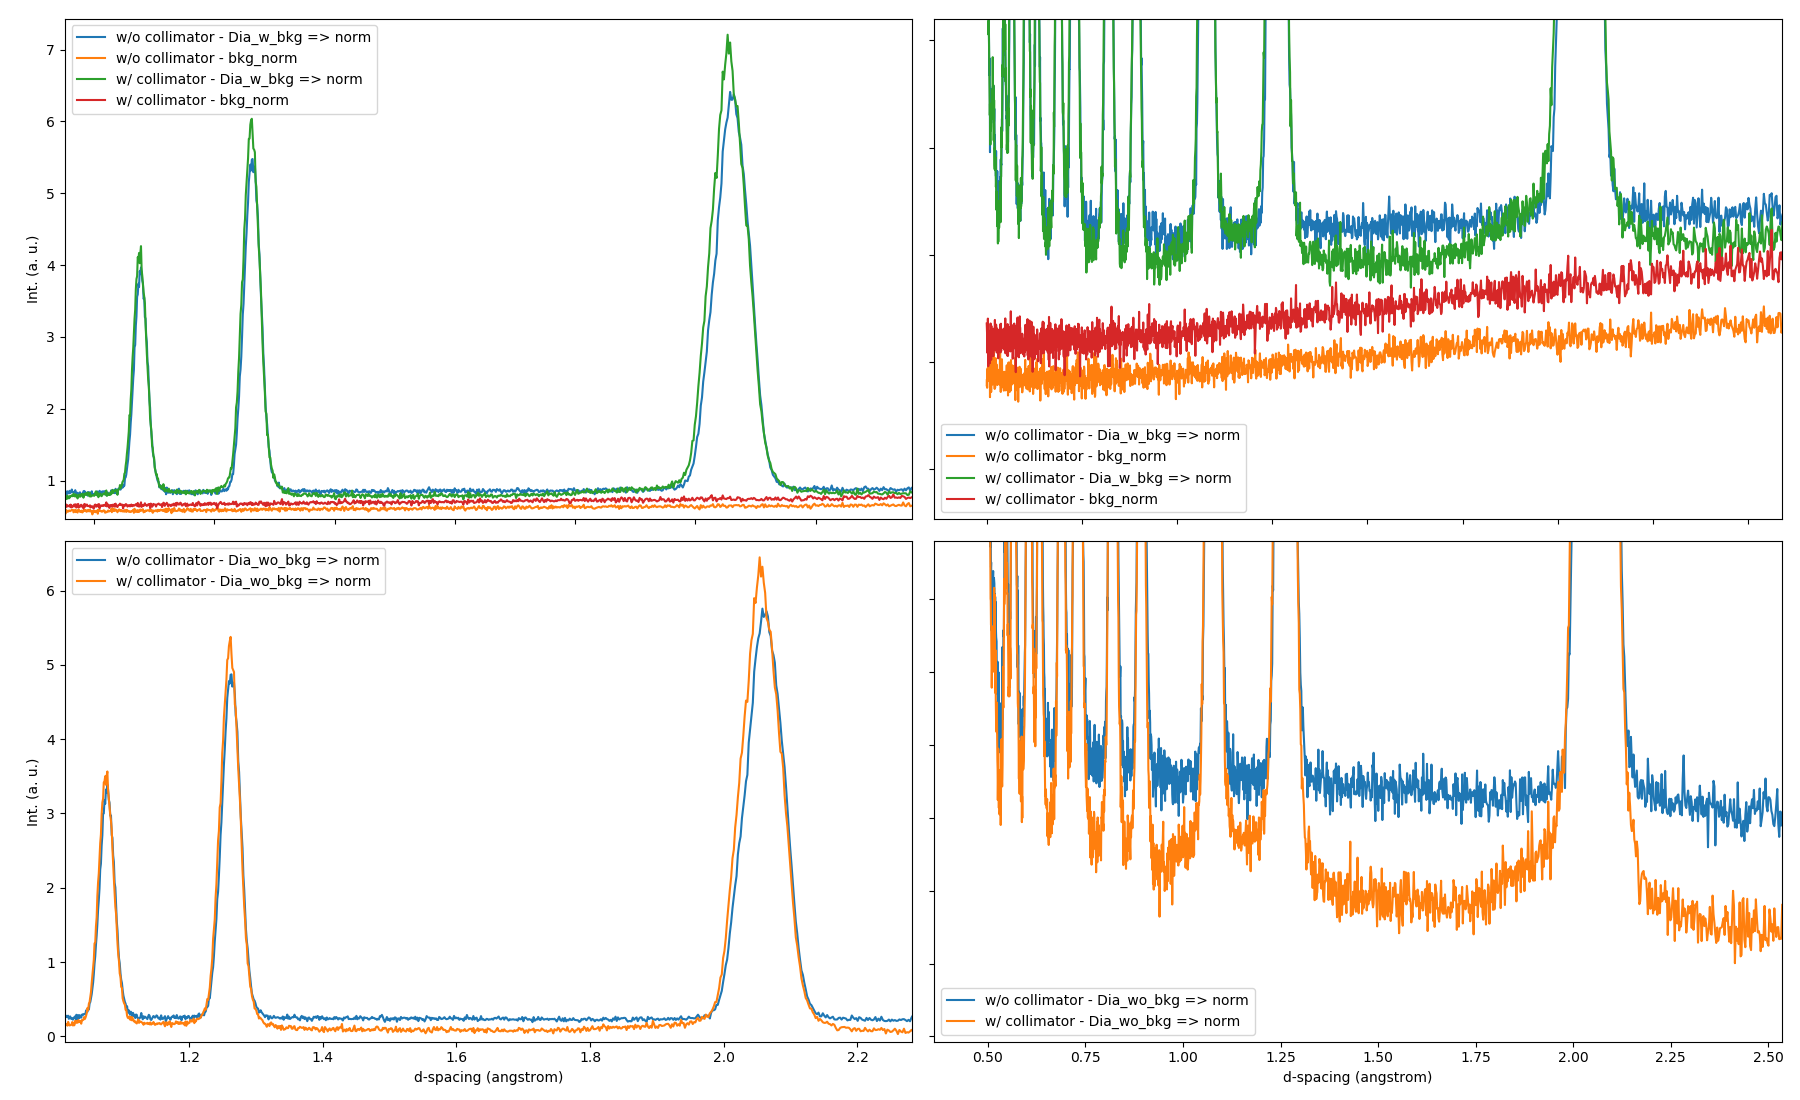 w/o collimator - Dia_w_bkg => norm
w/o collimator - bkg_norm
w/ collimator - Dia_w_bkg => norm
w/ collimator - bkg_norm
7
6
5
4
3
2
1
Int. (a. u.)
w/o collimator - Dia_w_bkg => norm
w/o collimator - bkg_norm
w/ collimator - Dia_w_bkg => norm
w/ collimator - bkg_norm
w/o collimator - Dia_wo_bkg => norm
w/ collimator - Dia_wo_bkg => norm
6
5
4
3
2
1
0
Int. (a. u.)
1.2 1.4 1.6 1.8 2.0 2.2
d-spacing (angstrom)
w/o collimator - Dia_wo_bkg => norm
w/ collimator - Dia_wo_bkg => norm
0.50 0.75 1.00 1.25 1.50 1.75 2.00 2.25 2.50
d-spacing (angstrom)